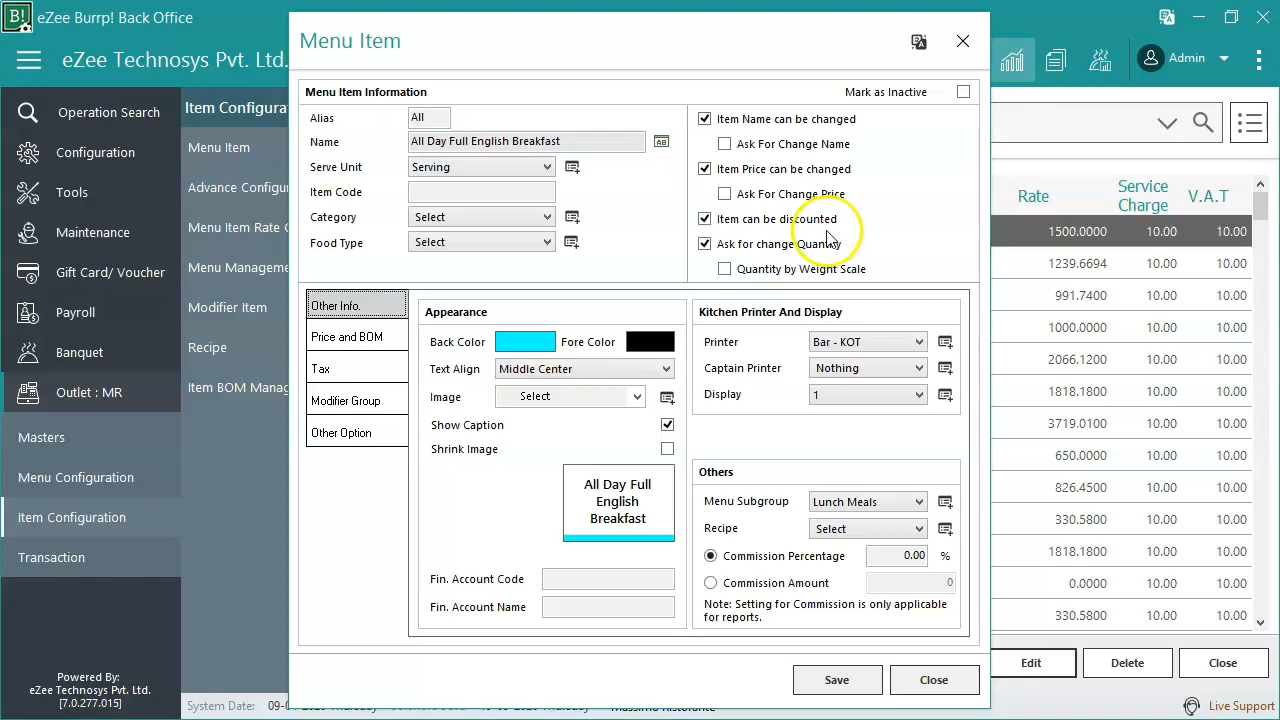 B! eZee Burrp! Back Office
eZee Technosys Pvt. Ltd.
Admin
Operation Search
Configuration
Tools
Maintenance
Gift Card/ Voucher
Payroll
Banquet
Outlet : MR
Masters
Menu Configuration
Item Configuration
Transaction
Powered By:
eZee Technosys Pvt. Ltd.
[7.0.277.015]
Item Configura
Menu Item
Advance Configu
Menu Item Rate
Menu Manageme
Modifier Item
Recipe
Item BOM Manag
System Date:
Menu Item
Menu Item Information
Mark as Inactive
Alias All
Name All Day Full English Breakfast
Serve Unit Serving
Item Code
Category Select
Food Type Select
Item Name can be changed
Ask For Change Name
Item Price can be changed
Ask For Change Price
Item can be discounted
Ask for change Quantity
Quantity by Weight Scale
Other Info.
Price and BOM
Tax
Modifier Group
Other Option
Appearance
Back Color Fore Color
Text Align Middle Center
Image Select
Show Caption
Shrink Image
All Day Full
English
Breakfast
Fin. Account Code
Fin. Account Name
Kitchen Printer And Display
Printer Bar - KOT
Captain Printer Nothing
Display 1
Others
Menu Subgroup Lunch Meals
Recipe Select
Commission Percentage 0.00 %
Commission Amount 0
Note: Setting for Commission is only applicable
for reports.
Save Close
Rate Service Charge V.A.T
1500.0000 10.00 10.00
1239.6694 10.00 10.00
991.7400 10.00 10.00
1000.0000 10.00 10.00
2066.1200 10.00 10.00
1818.1800 10.00 10.00
3719.0100 10.00 10.00
650.0000 10.00 10.00
826.4500 10.00 10.00
330.5800 10.00 10.00
1818.1800 10.00 10.00
0.0000 10.00 10.00
330.5800 10.00 10.00
Edit Delete Close
Live Support